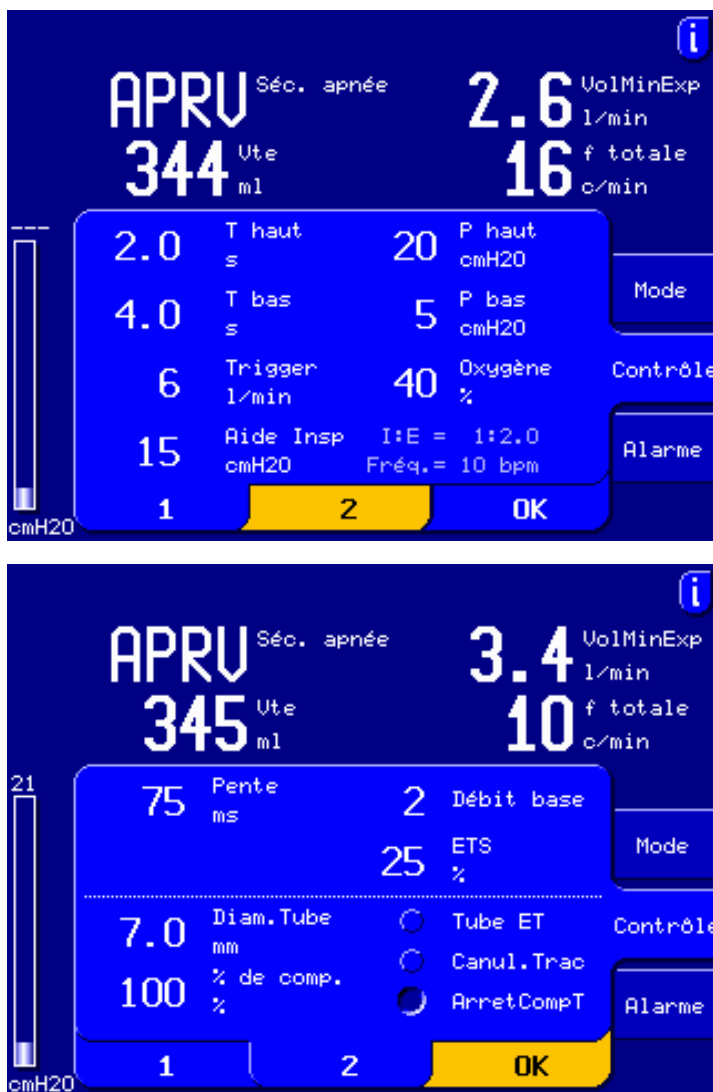 i
APRV Séc. apnée 2.6 VolMinExp
l/min
344 Vte 16 f totale
ml c/min
---
2.0 T haut 20 P haut
s cmH2O
4.0 T bas 5 P bas
s cmH2O
Mode
6 Trigger 40 Oxygène
l/min %
Contrôle
15 Aide Insp I:E = 1:2.0
cmH2O Fréq.= 10 bpm
Alarme
1 2 OK
cmH2O
i
APRV Séc. apnée 3.4 VolMinExp
l/min
345 Vte 10 f totale
ml c/min
21
75 Pente 2 Débit base
ms
25 ETS
%
Mode
7.0 Diam.Tube Tube ET
mm
Contrôle
100 % de comp. Canul.Trac
% ArretCompT
Alarme
1 2 OK
cmH2O